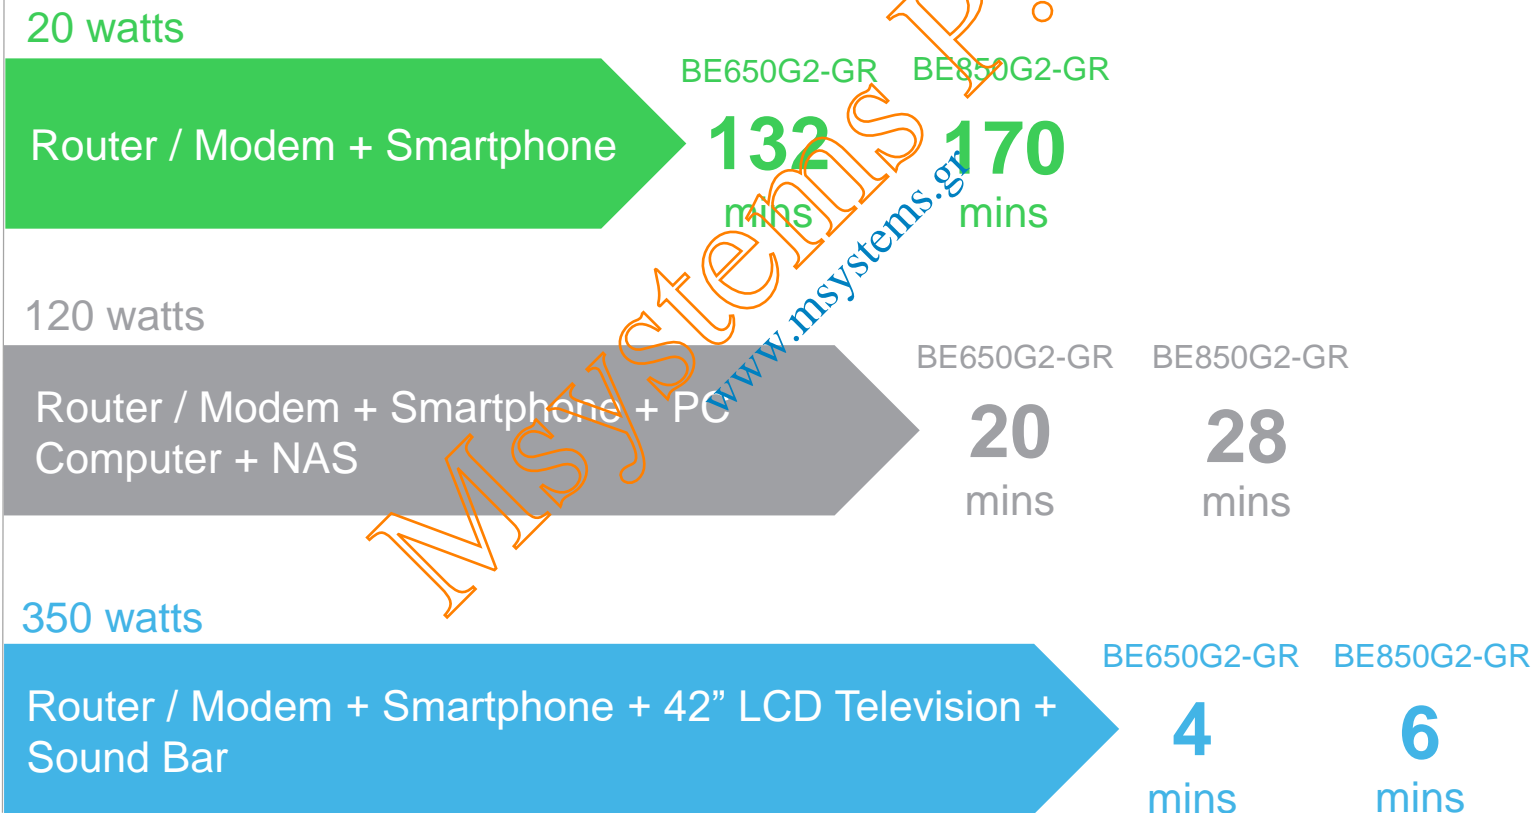 20 watts
BE650G2-GR BE850G2-GR
Router / Modem + Smartphone
132 170
mins mins
120 watts
BE650G2-GR BE850G2-GR
Router / Modem + Smartphone + PC
Computer + NAS
20 28
mins mins
350 watts
BE650G2-GR BE850G2-GR
Router / Modem + Smartphone + 42” LCD Television +
Sound Bar
4 6
mins mins
Msystems P.
www.msystems.gr